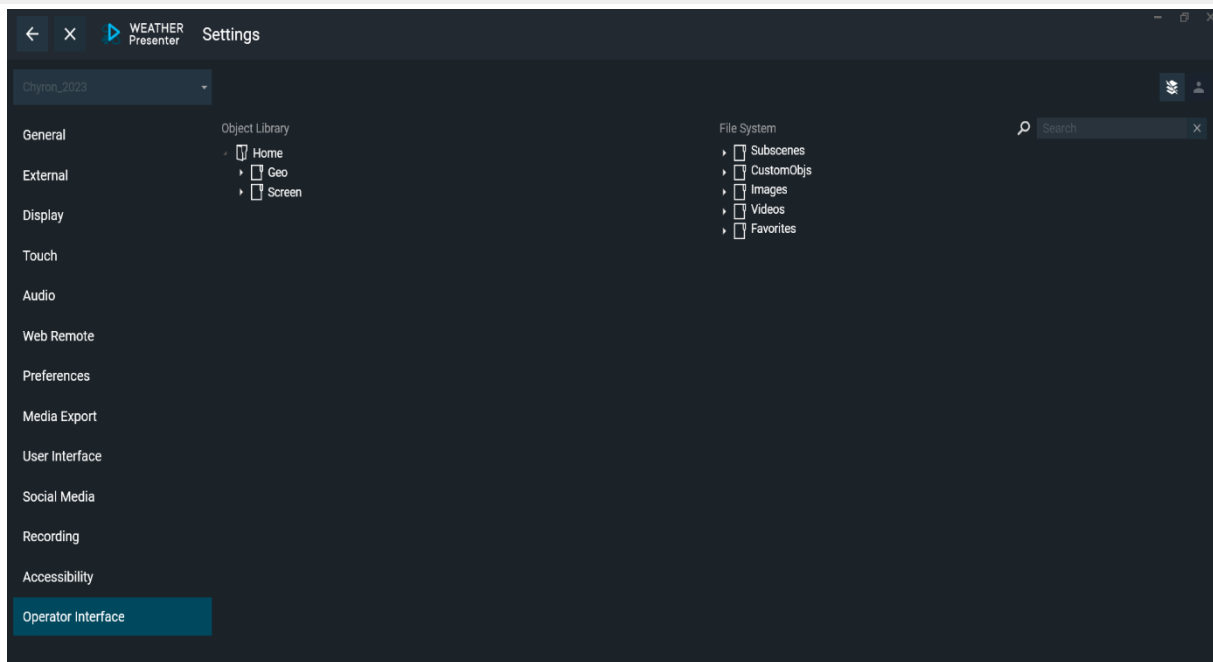 WEATHER
Presenter
Settings
Chyron_2023
General
External
Display
Touch
Audio
Web Remote
Preferences
Media Export
User Interface
Social Media
Recording
Accessibility
Operator Interface
Object Library
Home
Geo
Screen
File System
Search
Subscenes
CustomObjs
Images
Videos
Favorites